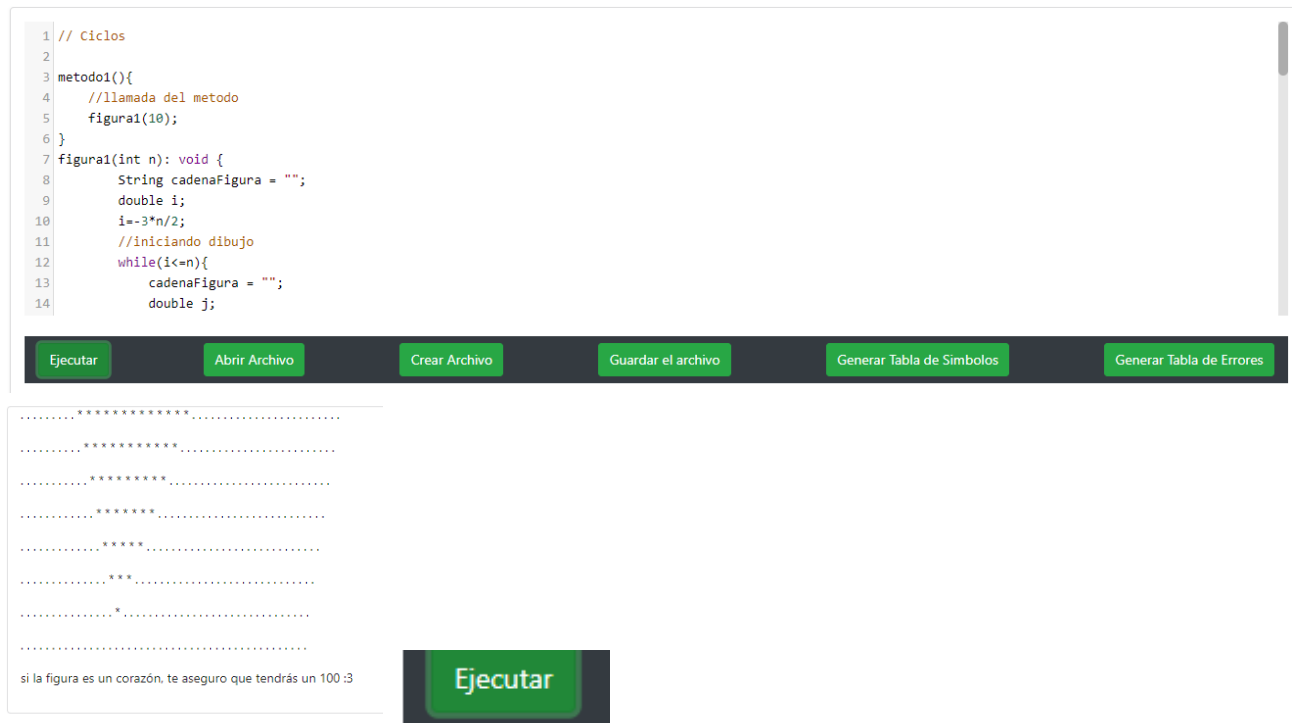 1 // Ciclos
2
3 metodo1(){
4 //llamada del metodo
5 figura1(10);
6 }
7 figura1(int n): void {
8 String cadenaFigura = "";
9 double i;
10 i=-3*n/2;
11 //iniciando dibujo
12 while(i<=n){
13 cadenaFigura = "";
14 double j;
Ejecutar Abrir Archivo Crear Archivo Guardar el archivo Generar Tabla de Simbolos Generar Tabla de Errores
.........*************........................
..........***********.........................
...........*********..........................
............*******...........................
.............*****............................
..............***.............................
...............*..............................
..............................................
si la figura es un corazón, te aseguro que tendrás un 100 :3
Ejecutar